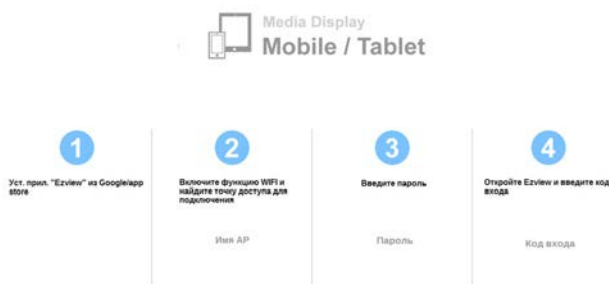 Media Display
Mobile / Tablet
1
Уст. прил. "Ezview" из Google/app
store
2
Включите функцию WIFI и
найдите точку доступа для
подключения
Имя AP
3
Введите пароль
Пароль
4
Откройте Ezview и введите код
входа
Код входа